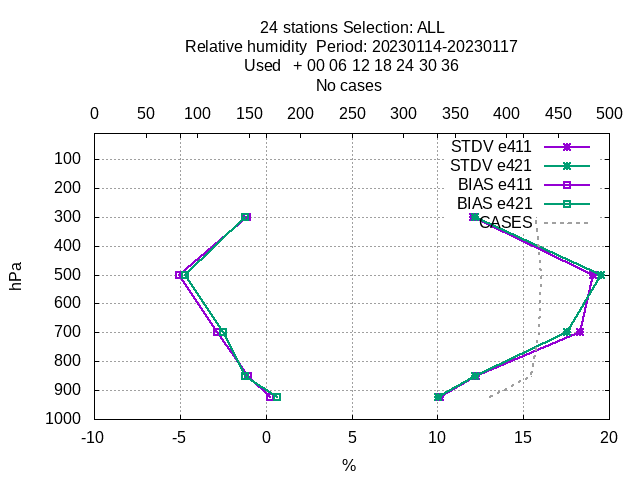 24 stations Selection: ALL
Relative humidity  Period: 20230114-20230117
Used   + 00 06 12 18 24 30 36
No cases
0 50 100 150 200 250 300 350 400 450 500
STDV e411
STDV e421
BIAS e411
BIAS e421
CASES
100
200
300
400
500
600
700
800
900
1000
hPa
-10 -5 0 5 10 15 20
%